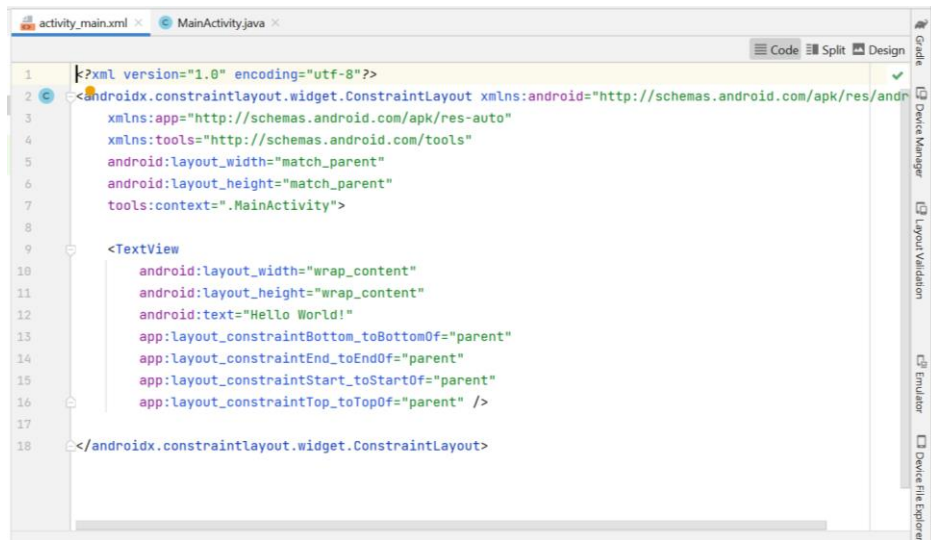 activity_main.xml
MainActivity.java
Code Split Design
1 <?xml version="1.0" encoding="utf-8"?>
2 <androidx.constraintlayout.widget.ConstraintLayout xmlns:android="http://schemas.android.com/apk/res/andr
3 xmlns:app="http://schemas.android.com/apk/res-auto"
4 xmlns:tools="http://schemas.android.com/tools"
5 android:layout_width="match_parent"
6 android:layout_height="match_parent"
7 tools:context=".MainActivity">
8
9 <TextView
10 android:layout_width="wrap_content"
11 android:layout_height="wrap_content"
12 android:text="Hello World!"
13 app:layout_constraintBottom_toBottomOf="parent"
14 app:layout_constraintEnd_toEndOf="parent"
15 app:layout_constraintStart_toStartOf="parent"
16 app:layout_constraintTop_toTopOf="parent" />
17
18 </androidx.constraintlayout.widget.ConstraintLayout>
Gradle
Device Manager
Layout Validation
Emulator
Device File Explorer